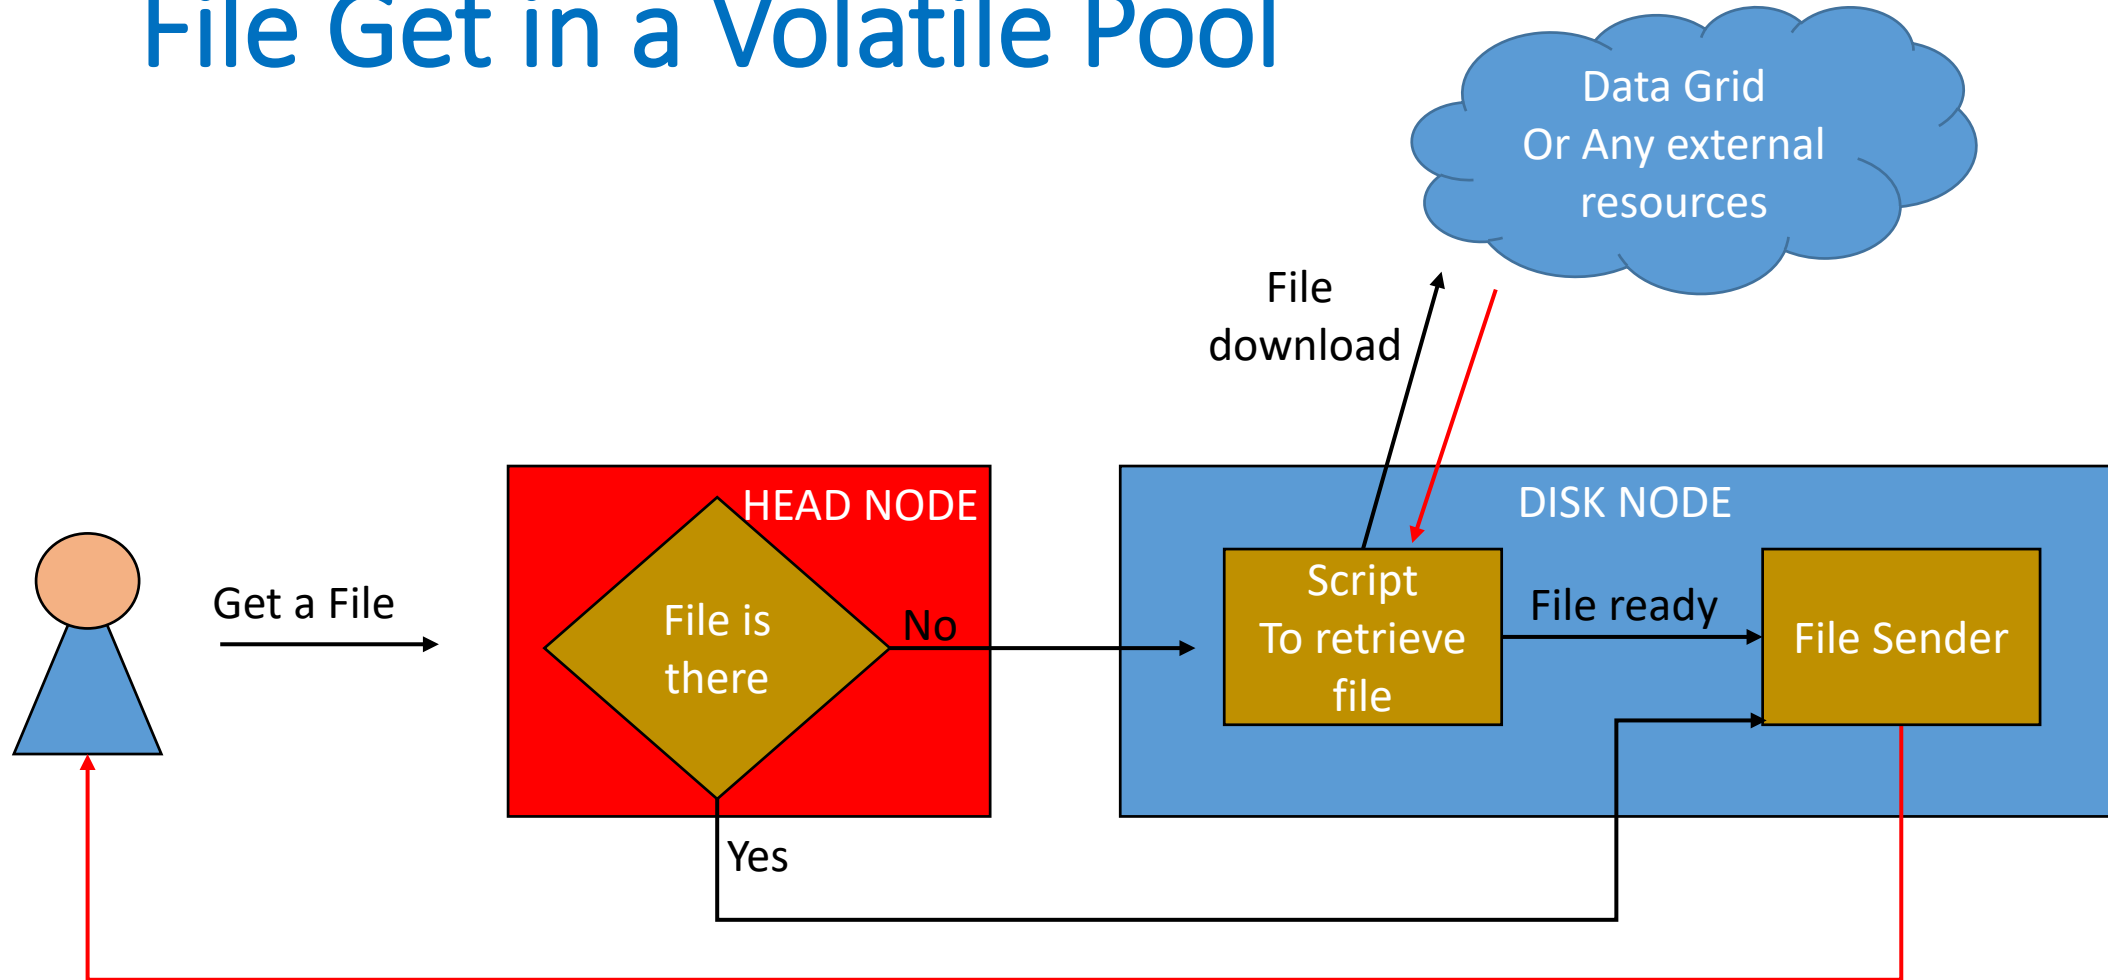 File Get in a Volatile Pool
Data Grid
Or Any external
resources
File
download
HEAD NODE
DISK NODE
Get a File
File is
there
No
Script
To retrieve
file
File ready
File Sender
Yes